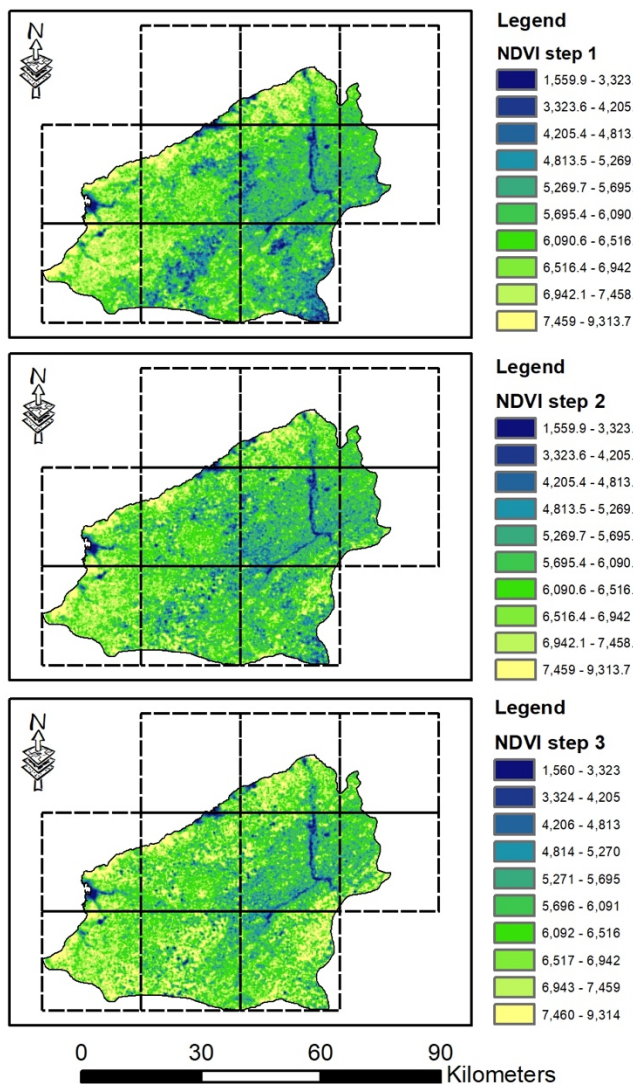 N
Legend
NDVI step 1
1,559.9 - 3,323
3,323.6 - 4,205
4,205.4 - 4,813
4,813.5 - 5,269
5,269.7 - 5,695
5,695.4 - 6,090
6,090.6 - 6,516
6,516.4 - 6,942
6,942.1 - 7,458.
7,459 - 9,313.7
N
Legend
NDVI step 2
1,559.9 - 3,323.
3,323.6 - 4,205.
4,205.4 - 4,813.
4,813.5 - 5,269.
5,269.7 - 5,695.
5,695.4 - 6,090.
6,090.6 - 6,516.
6,516.4 - 6,942
6,942.1 - 7,458.
7,459 - 9,313.7
N
Legend
NDVI step 3
1,560 - 3,323
3,324 - 4,205
4,206 - 4,813
4,814 - 5,270
5,271 - 5,695
5,696 - 6,091
6,092 - 6,516
6,517 - 6,942
6,943 - 7,459
7,460 - 9,314
0 30 60 90
Kilometers